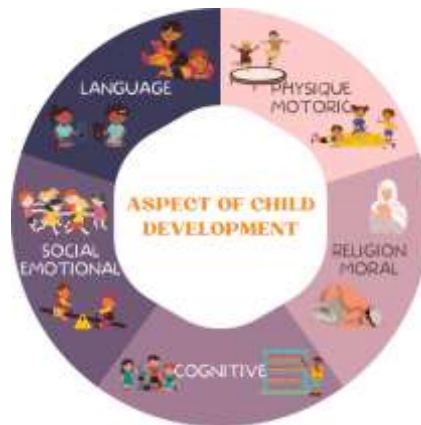 ASPECT OF CHILD
DEVELOPMENT
LANGUAGE
PHYSIQUE
MOTORIC
RELIGION
MORAL
COGNITIVE
SOCIAL
EMOTIONAL